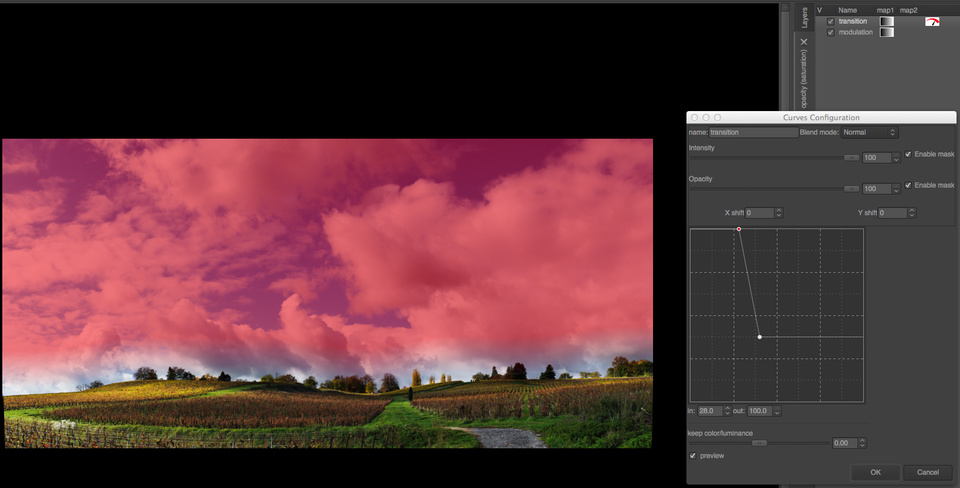 V Name map1 map2
transition
modulation
Layers
opacity (saturation)
Curves Configuration
name: transition Blend mode: Normal
Intensity
100 Enable mask
Opacity
100 Enable mask
X shift 0 Y shift 0
in: 28.0 out: 100.0
keep color/luminance
0.00
preview
OK Cancel